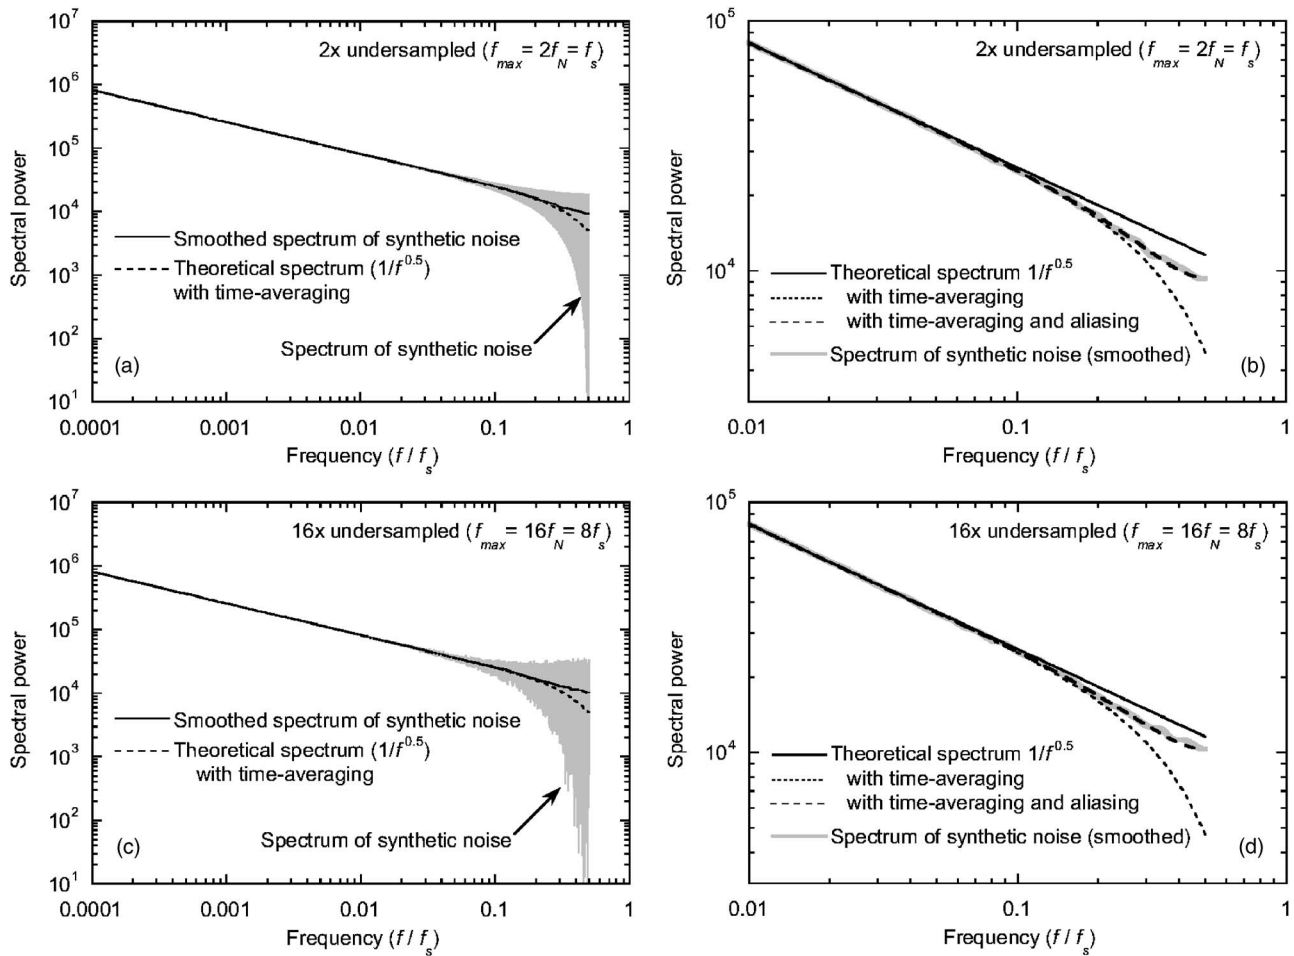 10^7
10^6
10^5
10^4
10^3
10^2
10^1
Spectral power
2x undersampled (f_max = 2f_N = f_s)
Smoothed spectrum of synthetic noise
Theoretical spectrum (1/f^0.5)
with time-averaging
Spectrum of synthetic noise
(a)
0.0001 0.001 0.01 0.1 1
Frequency (f / f_s)
10^5
10^4
Spectral power
2x undersampled (f_max = 2f_N = f_s)
Theoretical spectrum 1/f^0.5
with time-averaging
with time-averaging and aliasing
Spectrum of synthetic noise (smoothed)
(b)
0.01 0.1 1
Frequency (f / f_s)
10^7
10^6
10^5
10^4
10^3
10^2
10^1
Spectral power
16x undersampled (f_max = 16f_N = 8f_s)
Smoothed spectrum of synthetic noise
Theoretical spectrum (1/f^0.5)
with time-averaging
Spectrum of synthetic noise
(c)
0.0001 0.001 0.01 0.1 1
Frequency (f / f_s)
10^5
10^4
Spectral power
16x undersampled (f_max = 16f_N = 8f_s)
Theoretical spectrum 1/f^0.5
with time-averaging
with time-averaging and aliasing
Spectrum of synthetic noise (smoothed)
(d)
0.01 0.1 1
Frequency (f / f_s)